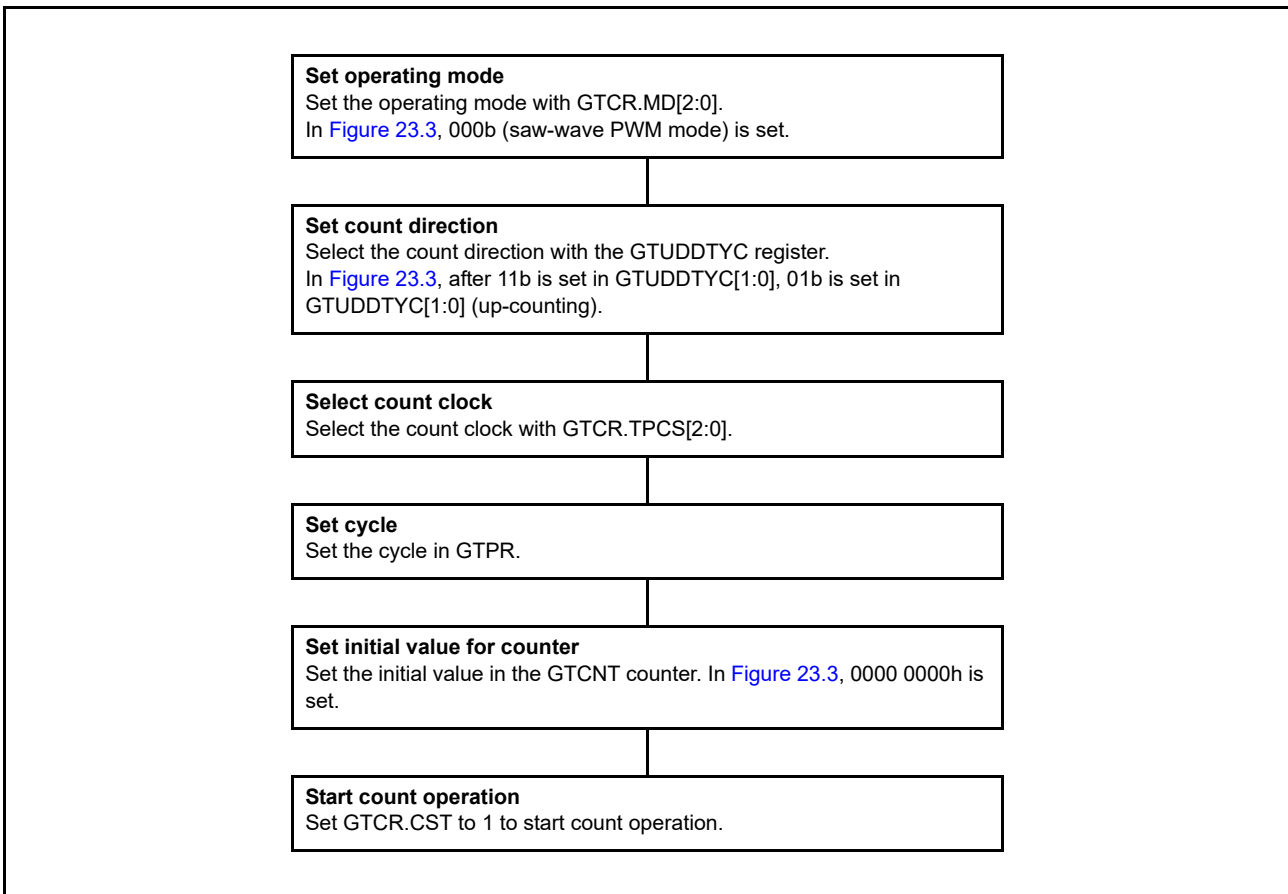 Set operating mode
Set the operating mode with GTCR.MD[2:0].
In Figure 23.3, 000b (saw-wave PWM mode) is set.
Set count direction
Select the count direction with the GTUDDTYC register.
In Figure 23.3, after 11b is set in GTUDDTYC[1:0], 01b is set in
GTUDDTYC[1:0] (up-counting).
Select count clock
Select the count clock with GTCR.TPCS[2:0].
Set cycle
Set the cycle in GTPR.
Set initial value for counter
Set the initial value in the GTCNT counter. In Figure 23.3, 0000 0000h is
set.
Start count operation
Set GTCR.CST to 1 to start count operation.